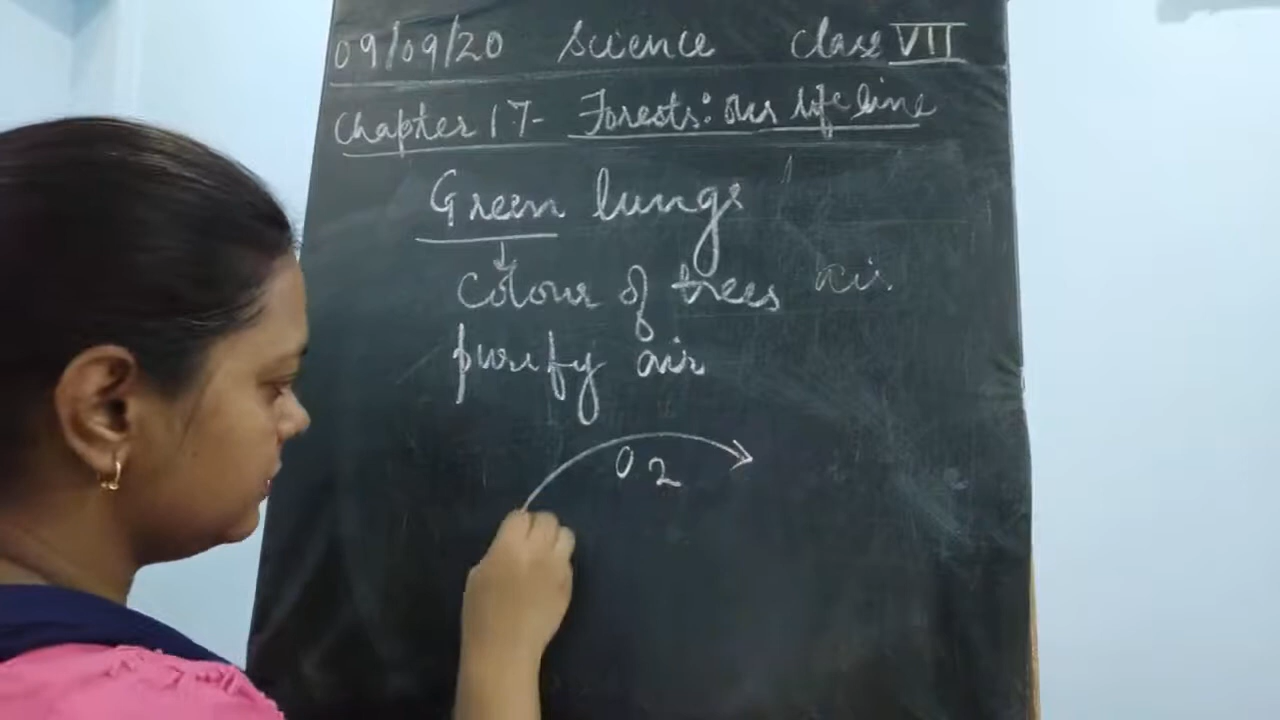 09/09/20 Science Class VII
Chapter 17- Forests: Our life line
Green lungs
Colour of trees air
purify air
O2